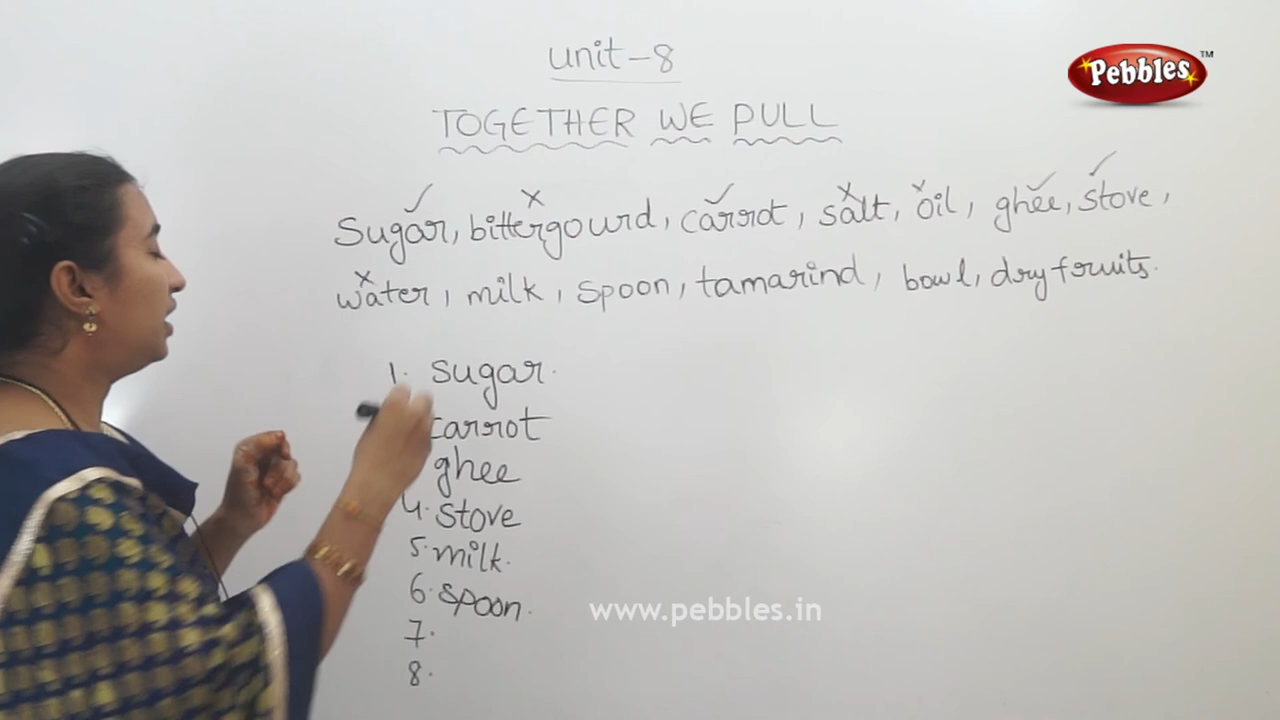 unit-8
Pebbles™
TOGETHER WE PULL
Sugar, bittergourd, carrot, salt, oil, ghee, stove,
water, milk, spoon, tamarind, bowl, dry fruits.
1. sugar.
carrot
ghee
4. stove
5. milk.
6. spoon.
7.
8.
www.pebbles.in